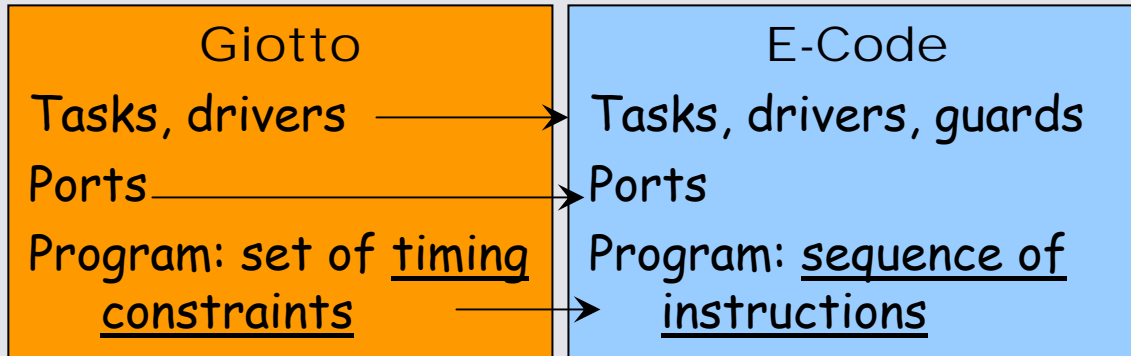 Giotto
Tasks, drivers
Ports
Program: set of timing
constraints
E-Code
Tasks, drivers, guards
Ports
Program: sequence of
instructions